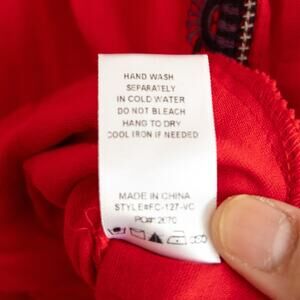 HAND WASH
SEPARATELY
IN COLD WATER
DO NOT BLEACH
HANG TO DRY
COOL IRON IF NEEDED
MADE IN CHINA
STYLE#FC-127-VC
PO#: 2670